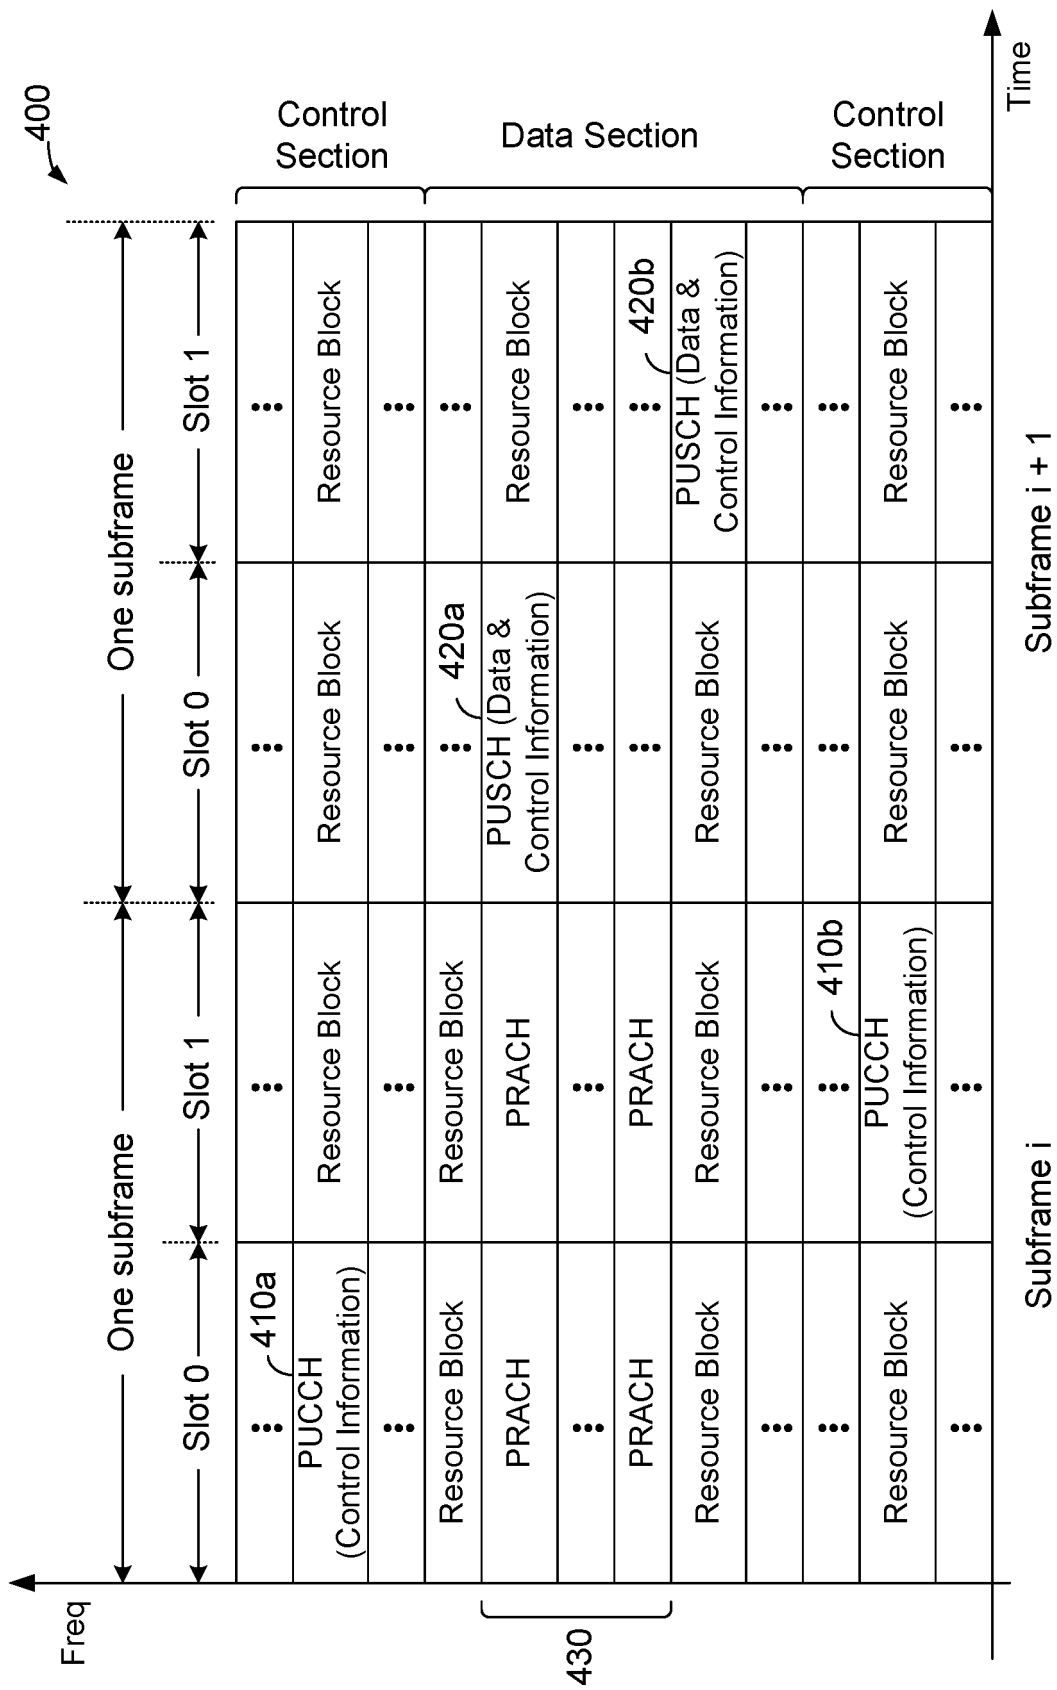 400
One subframe
One subframe
Slot 0
Slot 1
Slot 0
Slot 1
Freq
•••
410a
•••
•••
•••
Control
Section
PUCCH
(Control Information)
Resource Block
Resource Block
Resource Block
•••
•••
•••
•••
Resource Block
Resource Block
•••
420a
•••
Data Section
430
PRACH
PRACH
PUSCH (Data &
Control Information)
Resource Block
•••
•••
•••
•••
PRACH
PRACH
•••
•••
420b
Resource Block
Resource Block
Resource Block
PUSCH (Data &
Control Information)
•••
•••
•••
•••
•••
•••
410b
•••
•••
Control
Section
Resource Block
PUCCH
(Control Information)
Resource Block
Resource Block
•••
•••
•••
•••
Time
Subframe i
Subframe i + 1